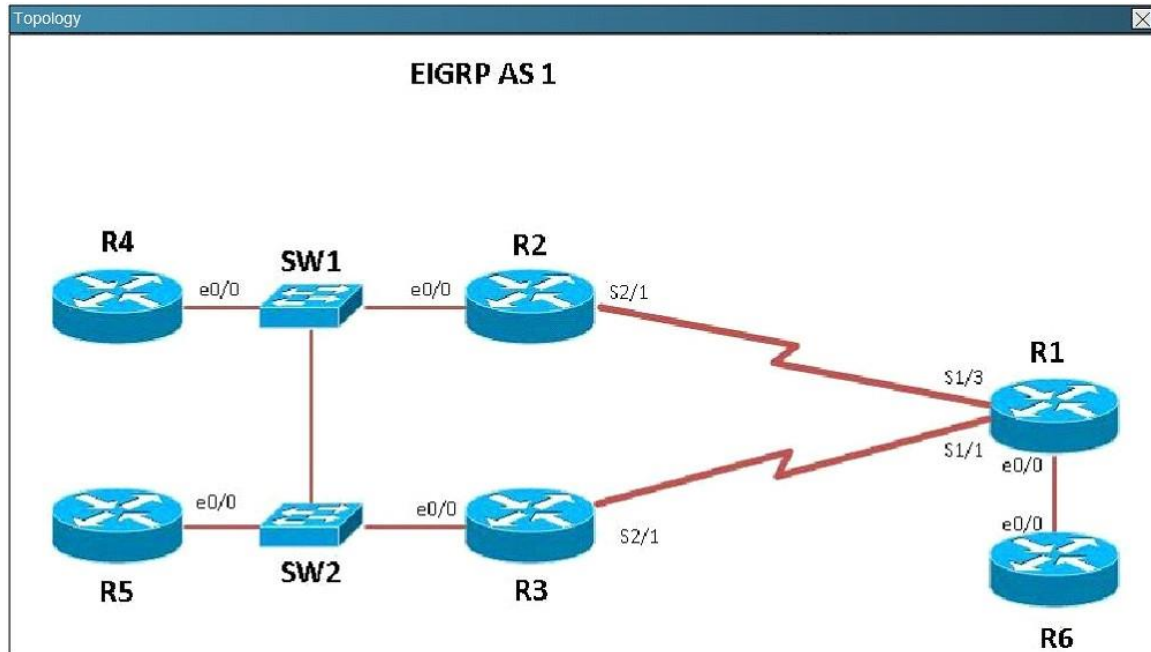 Topology
EIGRP AS 1
R4
SW1
R2
e0/0
e0/0
S2/1
R1
S1/3
S1/1
e0/0
e0/0
e0/0
e0/0
S2/1
R5
SW2
R3
R6